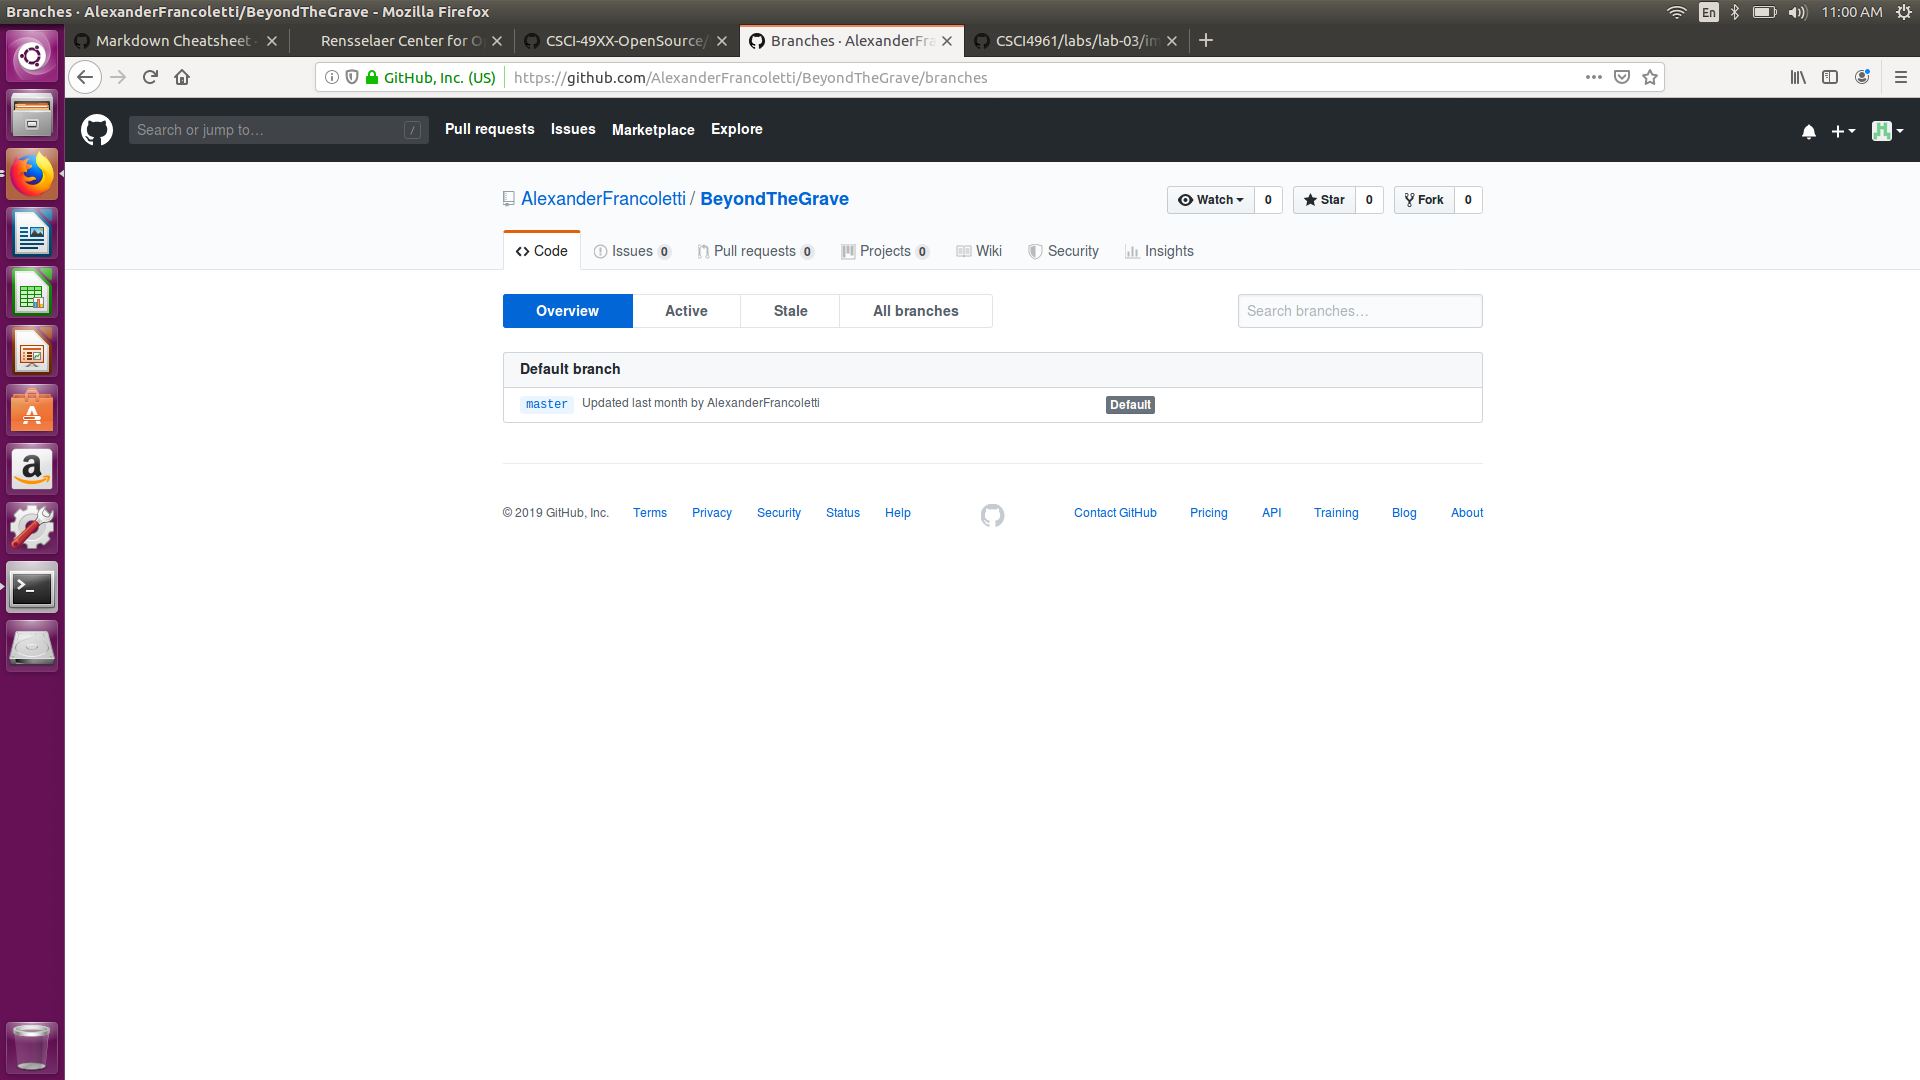 Branches · AlexanderFrancoletti/BeyondTheGrave - Mozilla Firefox
En
11:00 AM
Markdown Cheatsheet
Rensselaer Center for O
CSCI-49XX-OpenSource/
Branches · AlexanderFra
CSCI4961/labs/lab-03/im
GitHub, Inc. (US)
https://github.com/AlexanderFrancoletti/BeyondTheGrave/branches
Search or jump to…
/
Pull requests
Issues
Marketplace
Explore
AlexanderFrancoletti / BeyondTheGrave
Watch 0
Star 0
Fork 0
Code
Issues 0
Pull requests 0
Projects 0
Wiki
Security
Insights
Overview
Active
Stale
All branches
Search branches…
Default branch
master Updated last month by AlexanderFrancoletti Default
© 2019 GitHub, Inc.
Terms
Privacy
Security
Status
Help
Contact GitHub
Pricing
API
Training
Blog
About